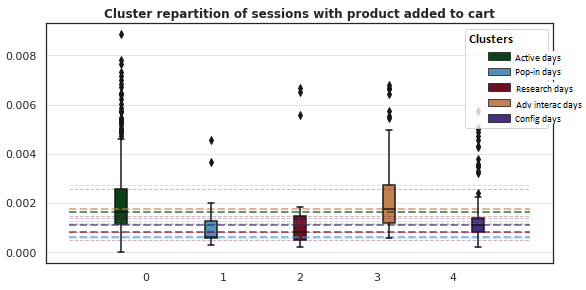 Cluster repartition of sessions with product added to cart
Clusters
Active days
Pop-in days
Research days
Adv interac days
Config days
0.008
0.006
0.004
0.002
0.000
0 1 2 3 4